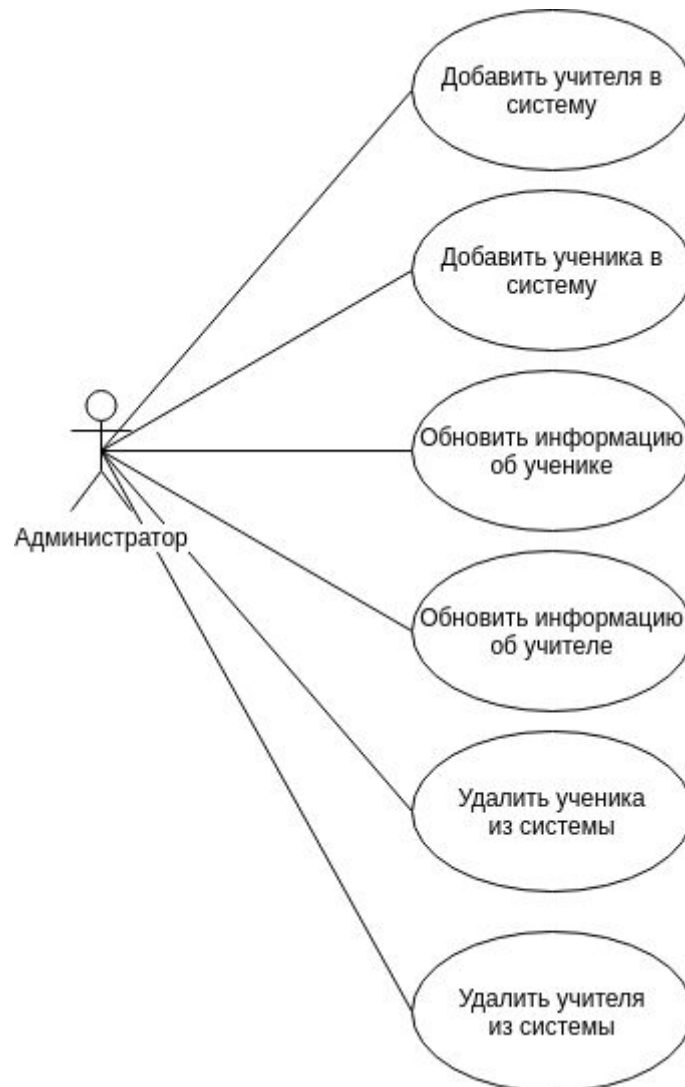 Добавить учителя в
систему
Добавить ученика в
систему
Обновить информацию
об ученике
Администратор
Обновить информацию
об учителе
Удалить ученика
из системы
Удалить учителя
из системы